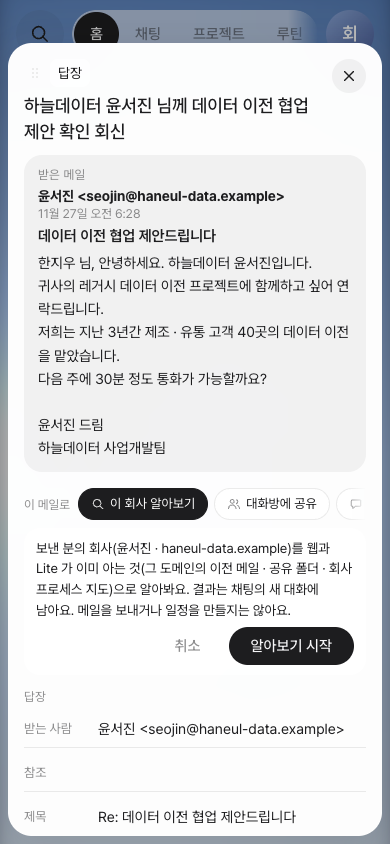 홈
채팅
프로젝트
루틴
회
답장
하늘데이터 윤서진 님께 데이터 이전 협업
제안 확인 회신
받은 메일
윤서진 <seojin@haneul-data.example>
11월 27일 오전 6:28
데이터 이전 협업 제안드립니다
한지우 님, 안녕하세요. 하늘데이터 윤서진입니다.
귀사의 레거시 데이터 이전 프로젝트에 함께하고 싶어 연
락드립니다.
저희는 지난 3년간 제조 · 유통 고객 40곳의 데이터 이전
을 맡았습니다.
다음 주에 30분 정도 통화가 가능할까요?
윤서진 드림
하늘데이터 사업개발팀
이 메일로
이 회사 알아보기
대화방에 공유
보낸 분의 회사(윤서진 · haneul-data.example)를 웹과
Lite 가 이미 아는 것(그 도메인의 이전 메일 · 공유 폴더 · 회사
프로세스 지도)으로 알아봐요. 결과는 채팅의 새 대화에
남아요. 메일을 보내거나 일정을 만들지는 않아요.
취소
알아보기 시작
답장
받는 사람
윤서진 <seojin@haneul-data.example>
참조
제목
Re: 데이터 이전 협업 제안드립니다